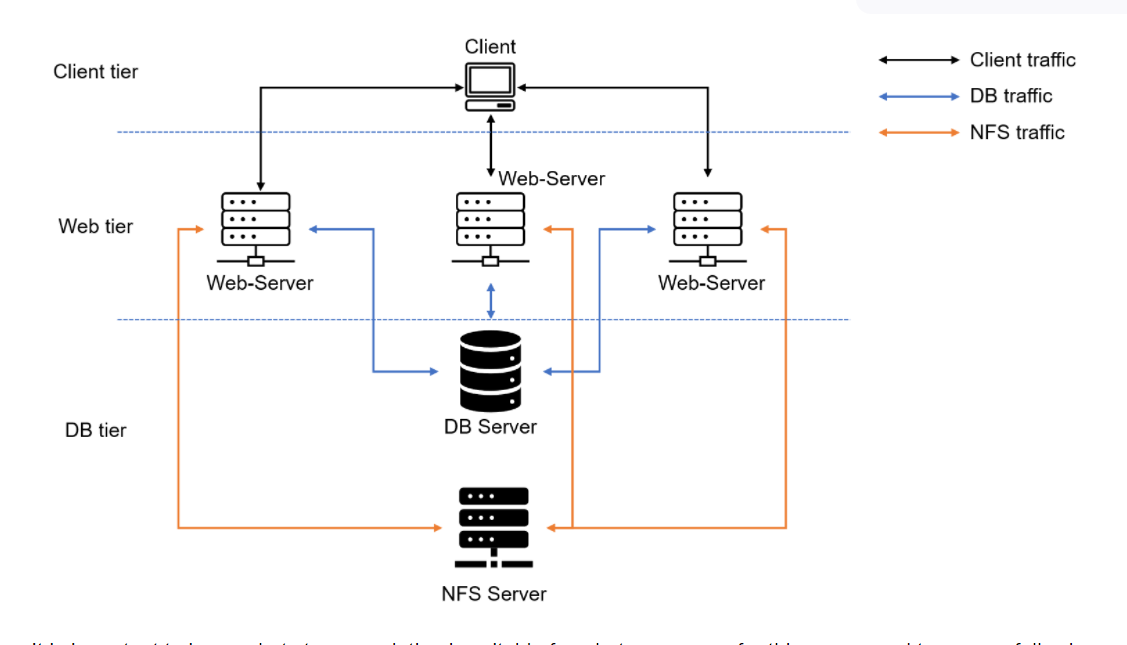 Client
Client tier
Client traffic
DB traffic
NFS traffic
Web-Server
Web tier
Web-Server
Web-Server
DB Server
DB tier
NFS Server